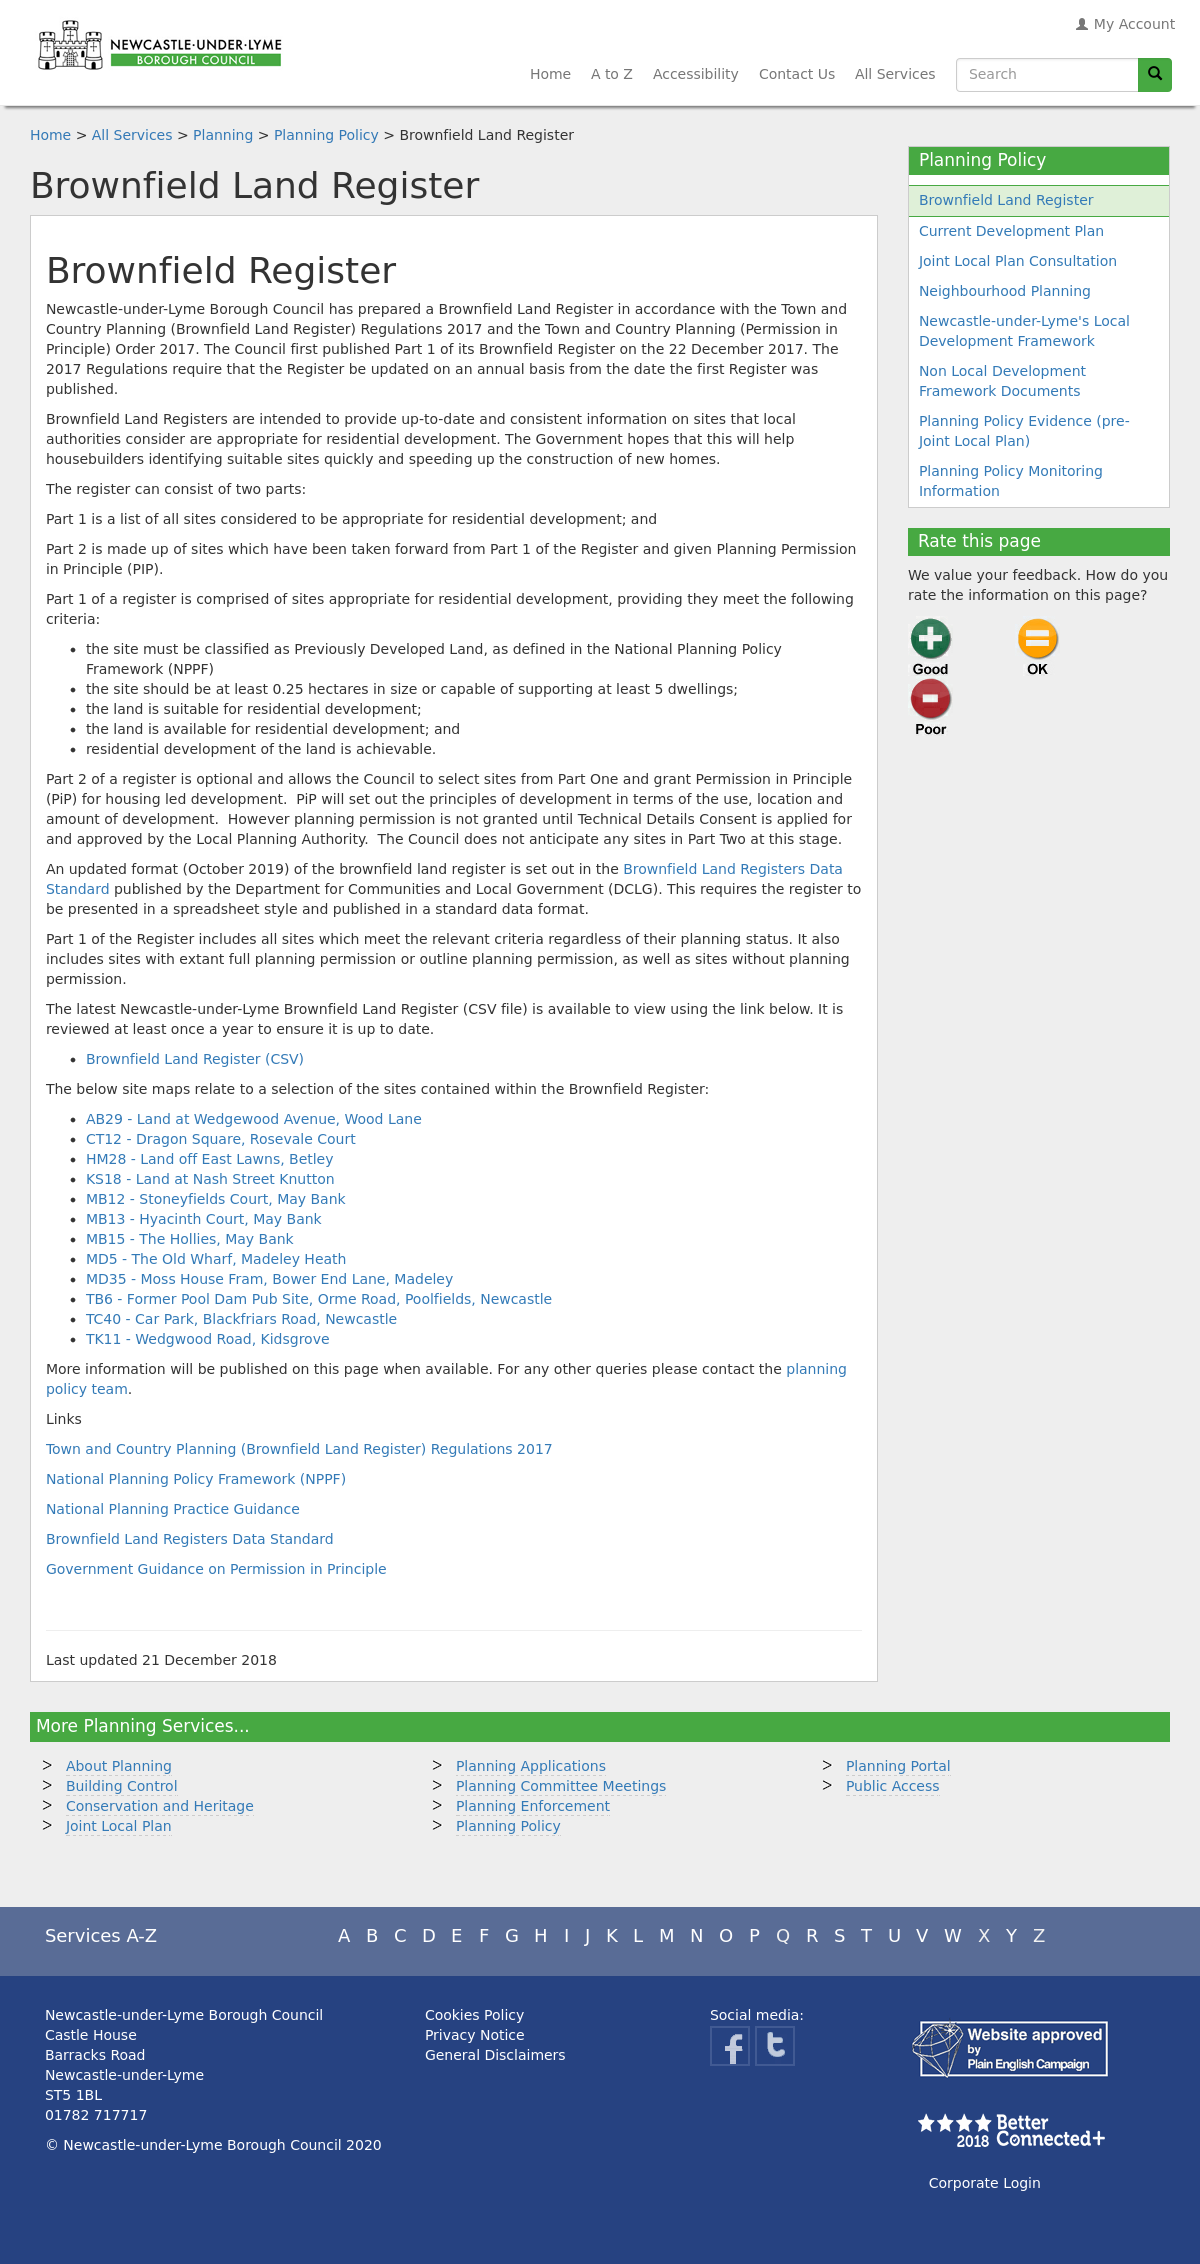 NEWCASTLE·UNDER·LYME
BOROUGH COUNCIL
My Account
Home A to Z Accessibility Contact Us All Services Search
Home > All Services > Planning > Planning Policy > Brownfield Land Register
Brownfield Land Register
Brownfield Register
Newcastle-under-Lyme Borough Council has prepared a Brownfield Land Register in accordance with the Town and
Country Planning (Brownfield Land Register) Regulations 2017 and the Town and Country Planning (Permission in
Principle) Order 2017. The Council first published Part 1 of its Brownfield Register on the 22 December 2017. The
2017 Regulations require that the Register be updated on an annual basis from the date the first Register was
published.
Brownfield Land Registers are intended to provide up-to-date and consistent information on sites that local
authorities consider are appropriate for residential development. The Government hopes that this will help
housebuilders identifying suitable sites quickly and speeding up the construction of new homes.
The register can consist of two parts:
Part 1 is a list of all sites considered to be appropriate for residential development; and
Part 2 is made up of sites which have been taken forward from Part 1 of the Register and given Planning Permission
in Principle (PIP).
Part 1 of a register is comprised of sites appropriate for residential development, providing they meet the following
criteria:
• the site must be classified as Previously Developed Land, as defined in the National Planning Policy
Framework (NPPF)
• the site should be at least 0.25 hectares in size or capable of supporting at least 5 dwellings;
• the land is suitable for residential development;
• the land is available for residential development; and
• residential development of the land is achievable.
Part 2 of a register is optional and allows the Council to select sites from Part One and grant Permission in Principle
(PiP) for housing led development.  PiP will set out the principles of development in terms of the use, location and
amount of development.  However planning permission is not granted until Technical Details Consent is applied for
and approved by the Local Planning Authority.  The Council does not anticipate any sites in Part Two at this stage.
An updated format (October 2019) of the brownfield land register is set out in the Brownfield Land Registers Data
Standard published by the Department for Communities and Local Government (DCLG). This requires the register to
be presented in a spreadsheet style and published in a standard data format.
Part 1 of the Register includes all sites which meet the relevant criteria regardless of their planning status. It also
includes sites with extant full planning permission or outline planning permission, as well as sites without planning
permission.
The latest Newcastle-under-Lyme Brownfield Land Register (CSV file) is available to view using the link below. It is
reviewed at least once a year to ensure it is up to date.
• Brownfield Land Register (CSV)
The below site maps relate to a selection of the sites contained within the Brownfield Register:
• AB29 - Land at Wedgewood Avenue, Wood Lane
• CT12 - Dragon Square, Rosevale Court
• HM28 - Land off East Lawns, Betley
• KS18 - Land at Nash Street Knutton
• MB12 - Stoneyfields Court, May Bank
• MB13 - Hyacinth Court, May Bank
• MB15 - The Hollies, May Bank
• MD5 - The Old Wharf, Madeley Heath
• MD35 - Moss House Fram, Bower End Lane, Madeley
• TB6 - Former Pool Dam Pub Site, Orme Road, Poolfields, Newcastle
• TC40 - Car Park, Blackfriars Road, Newcastle
• TK11 - Wedgwood Road, Kidsgrove
More information will be published on this page when available. For any other queries please contact the planning
policy team.
Links
Town and Country Planning (Brownfield Land Register) Regulations 2017
National Planning Policy Framework (NPPF)
National Planning Practice Guidance
Brownfield Land Registers Data Standard
Government Guidance on Permission in Principle
Last updated 21 December 2018
Planning Policy
Brownfield Land Register
Current Development Plan
Joint Local Plan Consultation
Neighbourhood Planning
Newcastle-under-Lyme's Local
Development Framework
Non Local Development
Framework Documents
Planning Policy Evidence (pre-
Joint Local Plan)
Planning Policy Monitoring
Information
Rate this page
We value your feedback. How do you
rate the information on this page?
Good OK
Poor
More Planning Services...
> About Planning
> Building Control
> Conservation and Heritage
> Joint Local Plan
> Planning Applications
> Planning Committee Meetings
> Planning Enforcement
> Planning Policy
> Planning Portal
> Public Access
Services A-Z A B C D E F G H I J K L M N O P Q R S T U V W X Y Z
Newcastle-under-Lyme Borough Council
Castle House
Barracks Road
Newcastle-under-Lyme
ST5 1BL
01782 717717
© Newcastle-under-Lyme Borough Council 2020
Cookies Policy
Privacy Notice
General Disclaimers
Social media:
Website approved
by
Plain English Campaign
Better
2018 Connected+
Corporate Login